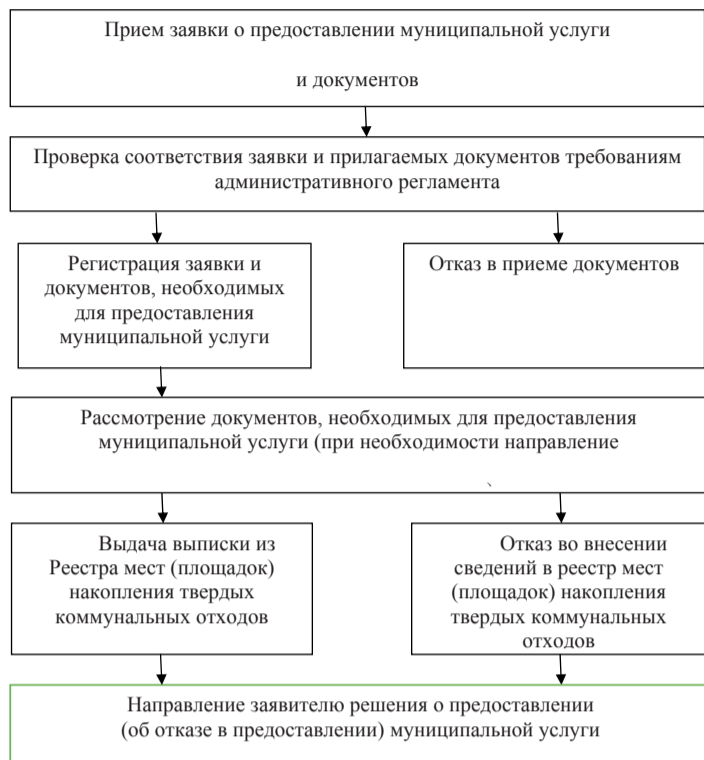 Прием заявки о предоставлении муниципальной услуги
и документов
Проверка соответствия заявки и прилагаемых документов требованиям
административного регламента
Регистрация заявки и
документов, необходимых
для предоставления
муниципальной услуги
Отказ в приеме документов
Рассмотрение документов, необходимых для предоставления
муниципальной услуги (при необходимости направление
Выдача выписки из
Реестра мест (площадок)
накопления твердых
коммунальных отходов
Отказ во внесении
сведений в реестр мест
(площадок) накопления
твердых коммунальных
отходов
Направление заявителю решения о предоставлении
(об отказе в предоставлении) муниципальной услуги